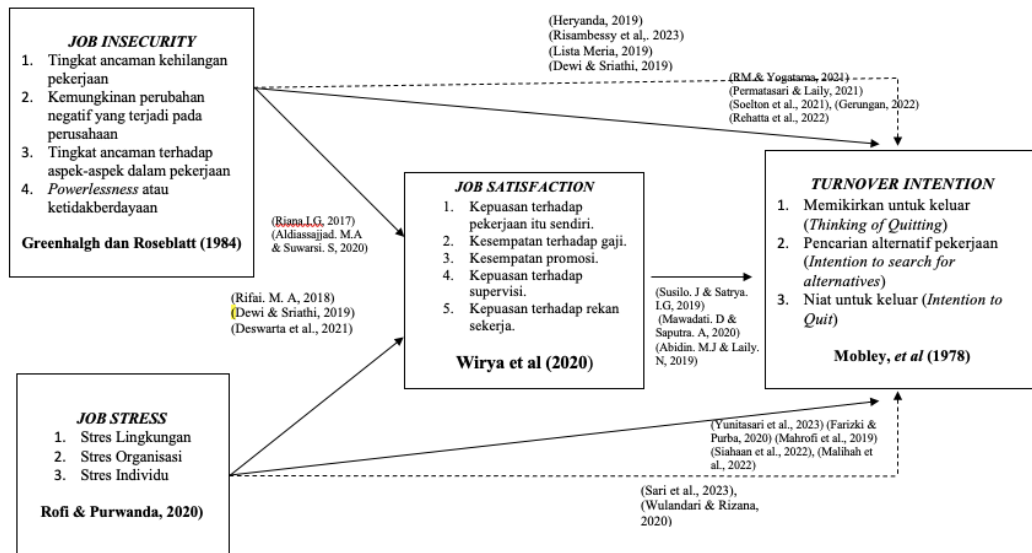 JOB INSECURITY
1. Tingkat ancaman kehilangan
pekerjaan
2. Kemungkinan perubahan
negatif yang terjadi pada
perusahaan
3. Tingkat ancaman terhadap
aspek-aspek dalam pekerjaan
4. Powerlessness atau
ketidakberdayaan
Greenhalgh dan Roseblatt (1984)
(Heryanda, 2019)
(Risambessy et al,. 2023)
(Lista Meria, 2019)
(Dewi & Sriathi, 2019)
(RM & Yogatama, 2021)
(Permatasari & Laily, 2021)
(Soelton et al., 2021), (Gerungan, 2022)
(Rehatta et al., 2022)
(Riana.I.G, 2017)
(Aldiassajjad. M.A
& Suwarsi. S, 2020)
(Rifai. M. A, 2018)
(Dewi & Sriathi, 2019)
(Deswarta et al., 2021)
JOB SATISFACTION
1. Kepuasan terhadap
pekerjaan itu sendiri.
2. Kesempatan terhadap gaji.
3. Kesempatan promosi.
4. Kepuasan terhadap
supervisi.
5. Kepuasan terhadap rekan
sekerja.
Wirya et al (2020)
(Susilo. J & Satrya.
I.G, 2019)
(Mawadati. D &
Saputra. A, 2020)
(Abidin. M.J & Laily.
N, 2019)
TURNOVER INTENTION
1. Memikirkan untuk keluar
(Thinking of Quitting)
2. Pencarian alternatif pekerjaan
(Intention to search for
alternatives)
3. Niat untuk keluar (Intention to
Quit)
Mobley, et al (1978)
JOB STRESS
1. Stres Lingkungan
2. Stres Organisasi
3. Stres Individu
Rofi & Purwanda, 2020)
(Yunitasari et al., 2023) (Farizki &
Purba, 2020) (Mahrofi et al., 2019)
(Siahaan et al., 2022), (Malihah et
al., 2022)
(Sari et al., 2023),
(Wulandari & Rizana,
2020)